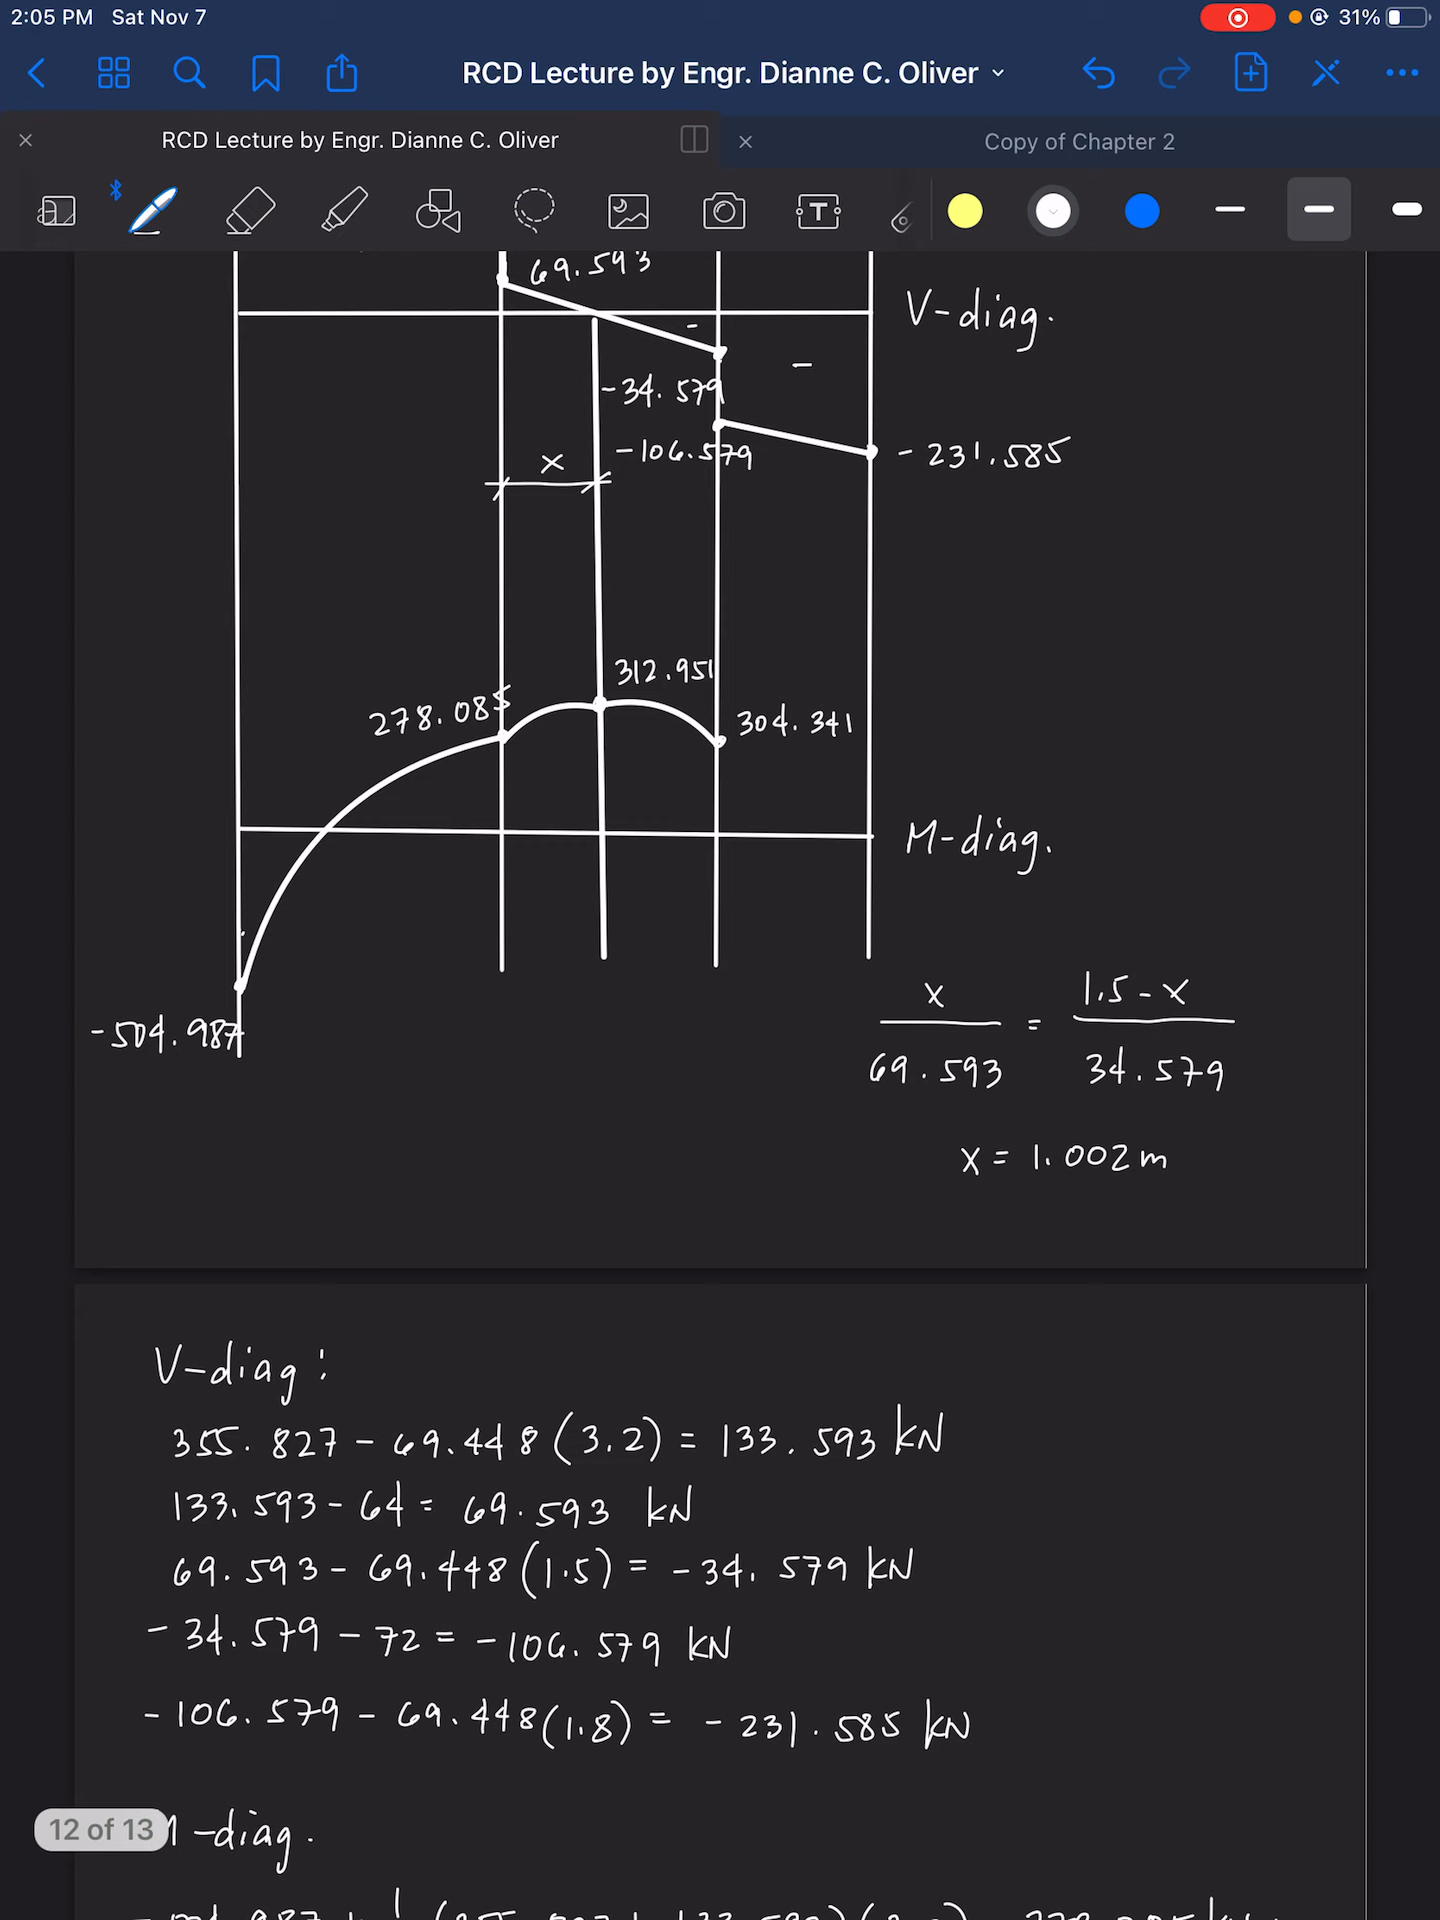 2:05 PM Sat Nov 7
31%
RCD Lecture by Engr. Dianne C. Oliver
RCD Lecture by Engr. Dianne C. Oliver
Copy of Chapter 2
T
69.593
V-diag.
-
-
-34.579
-106.579
-231.585
x
312.951
278.085
304.341
M-diag.
-504.987
x/69.593 = 1.5-x/34.579
x = 1.002m
V-diag:
355.827 - 69.448 (3.2) = 133.593 kN
133.593 - 64 = 69.593 kN
69.593 - 69.448 (1.5) = -34.579 kN
-34.579 - 72 = -106.579 kN
-106.579 - 69.448 (1.8) = -231.585 kN
12 of 13
-diag.